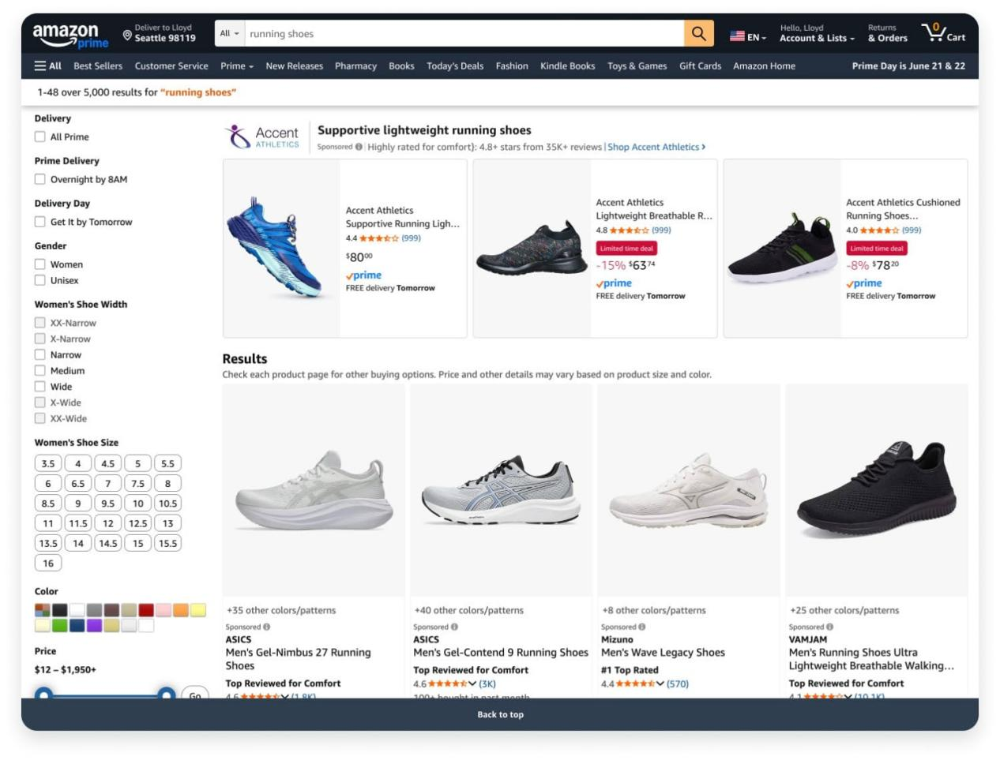 amazon
prime
Deliver to Lloyd
Seattle 98119
All
running shoes
EN
Hello, Lloyd
Account & Lists
Returns
& Orders
0
Cart
All
Best Sellers
Customer Service
Prime
New Releases
Pharmacy
Books
Today's Deals
Fashion
Kindle Books
Toys & Games
Gift Cards
Amazon Home
Prime Day is June 21 & 22
1-48 over 5,000 results for "running shoes"
Delivery
All Prime
Prime Delivery
Overnight by 8AM
Delivery Day
Get It by Tomorrow
Gender
Women
Unisex
Women's Shoe Width
XX-Narrow
X-Narrow
Narrow
Medium
Wide
X-Wide
XX-Wide
Women's Shoe Size
3.5 4 4.5 5 5.5
6 6.5 7 7.5 8
8.5 9 9.5 10 10.5
11 11.5 12 12.5 13
13.5 14 14.5 15 15.5
16
Color
Price
$12 – $1,950+
Go
Accent
ATHLETICS
Supportive lightweight running shoes
Sponsored | Highly rated for comfort}: 4.8+ stars from 35K+ reviews | Shop Accent Athletics ›
Accent Athletics
Supportive Running Ligh...
4.4 (999)
$80 00
prime
FREE delivery Tomorrow
Accent Athletics
Lightweight Breathable R...
4.8 (999)
Limited time deal
-15% $63 74
prime
FREE delivery Tomorrow
Accent Athletics Cushioned
Running Shoes...
4.0 (999)
Limited time deal
-8% $78 20
prime
FREE delivery Tomorrow
Results
Check each product page for other buying options. Price and other details may vary based on product size and color.
+35 other colors/patterns
Sponsored
ASICS
Men's Gel-Nimbus 27 Running
Shoes
Top Reviewed for Comfort
4.6 (1.8K)
+40 other colors/patterns
Sponsored
ASICS
Men's Gel-Contend 9 Running Shoes
Top Reviewed for Comfort
4.6 (3K)
100+ bought in past month
+8 other colors/patterns
Sponsored
Mizuno
Men's Wave Legacy Shoes
#1 Top Rated
4.4 (570)
+25 other colors/patterns
Sponsored
VAMJAM
Men's Running Shoes Ultra
Lightweight Breathable Walking...
Top Reviewed for Comfort
4.1 (10.1K)
Back to top